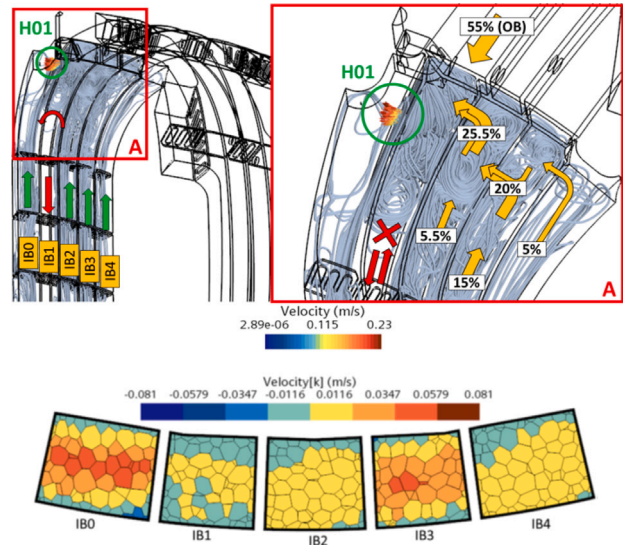 H01
A
IB0
IB1
IB2
IB3
IB4
55% (OB)
H01
25.5%
20%
5.5%
5%
15%
A
Velocity (m/s)
2.89e-06 0.115 0.23
Velocity[k] (m/s)
-0.081 -0.0579 -0.0347 -0.0116 0.0116 0.0347 0.0579 0.081
IB0 IB1 IB2 IB3 IB4